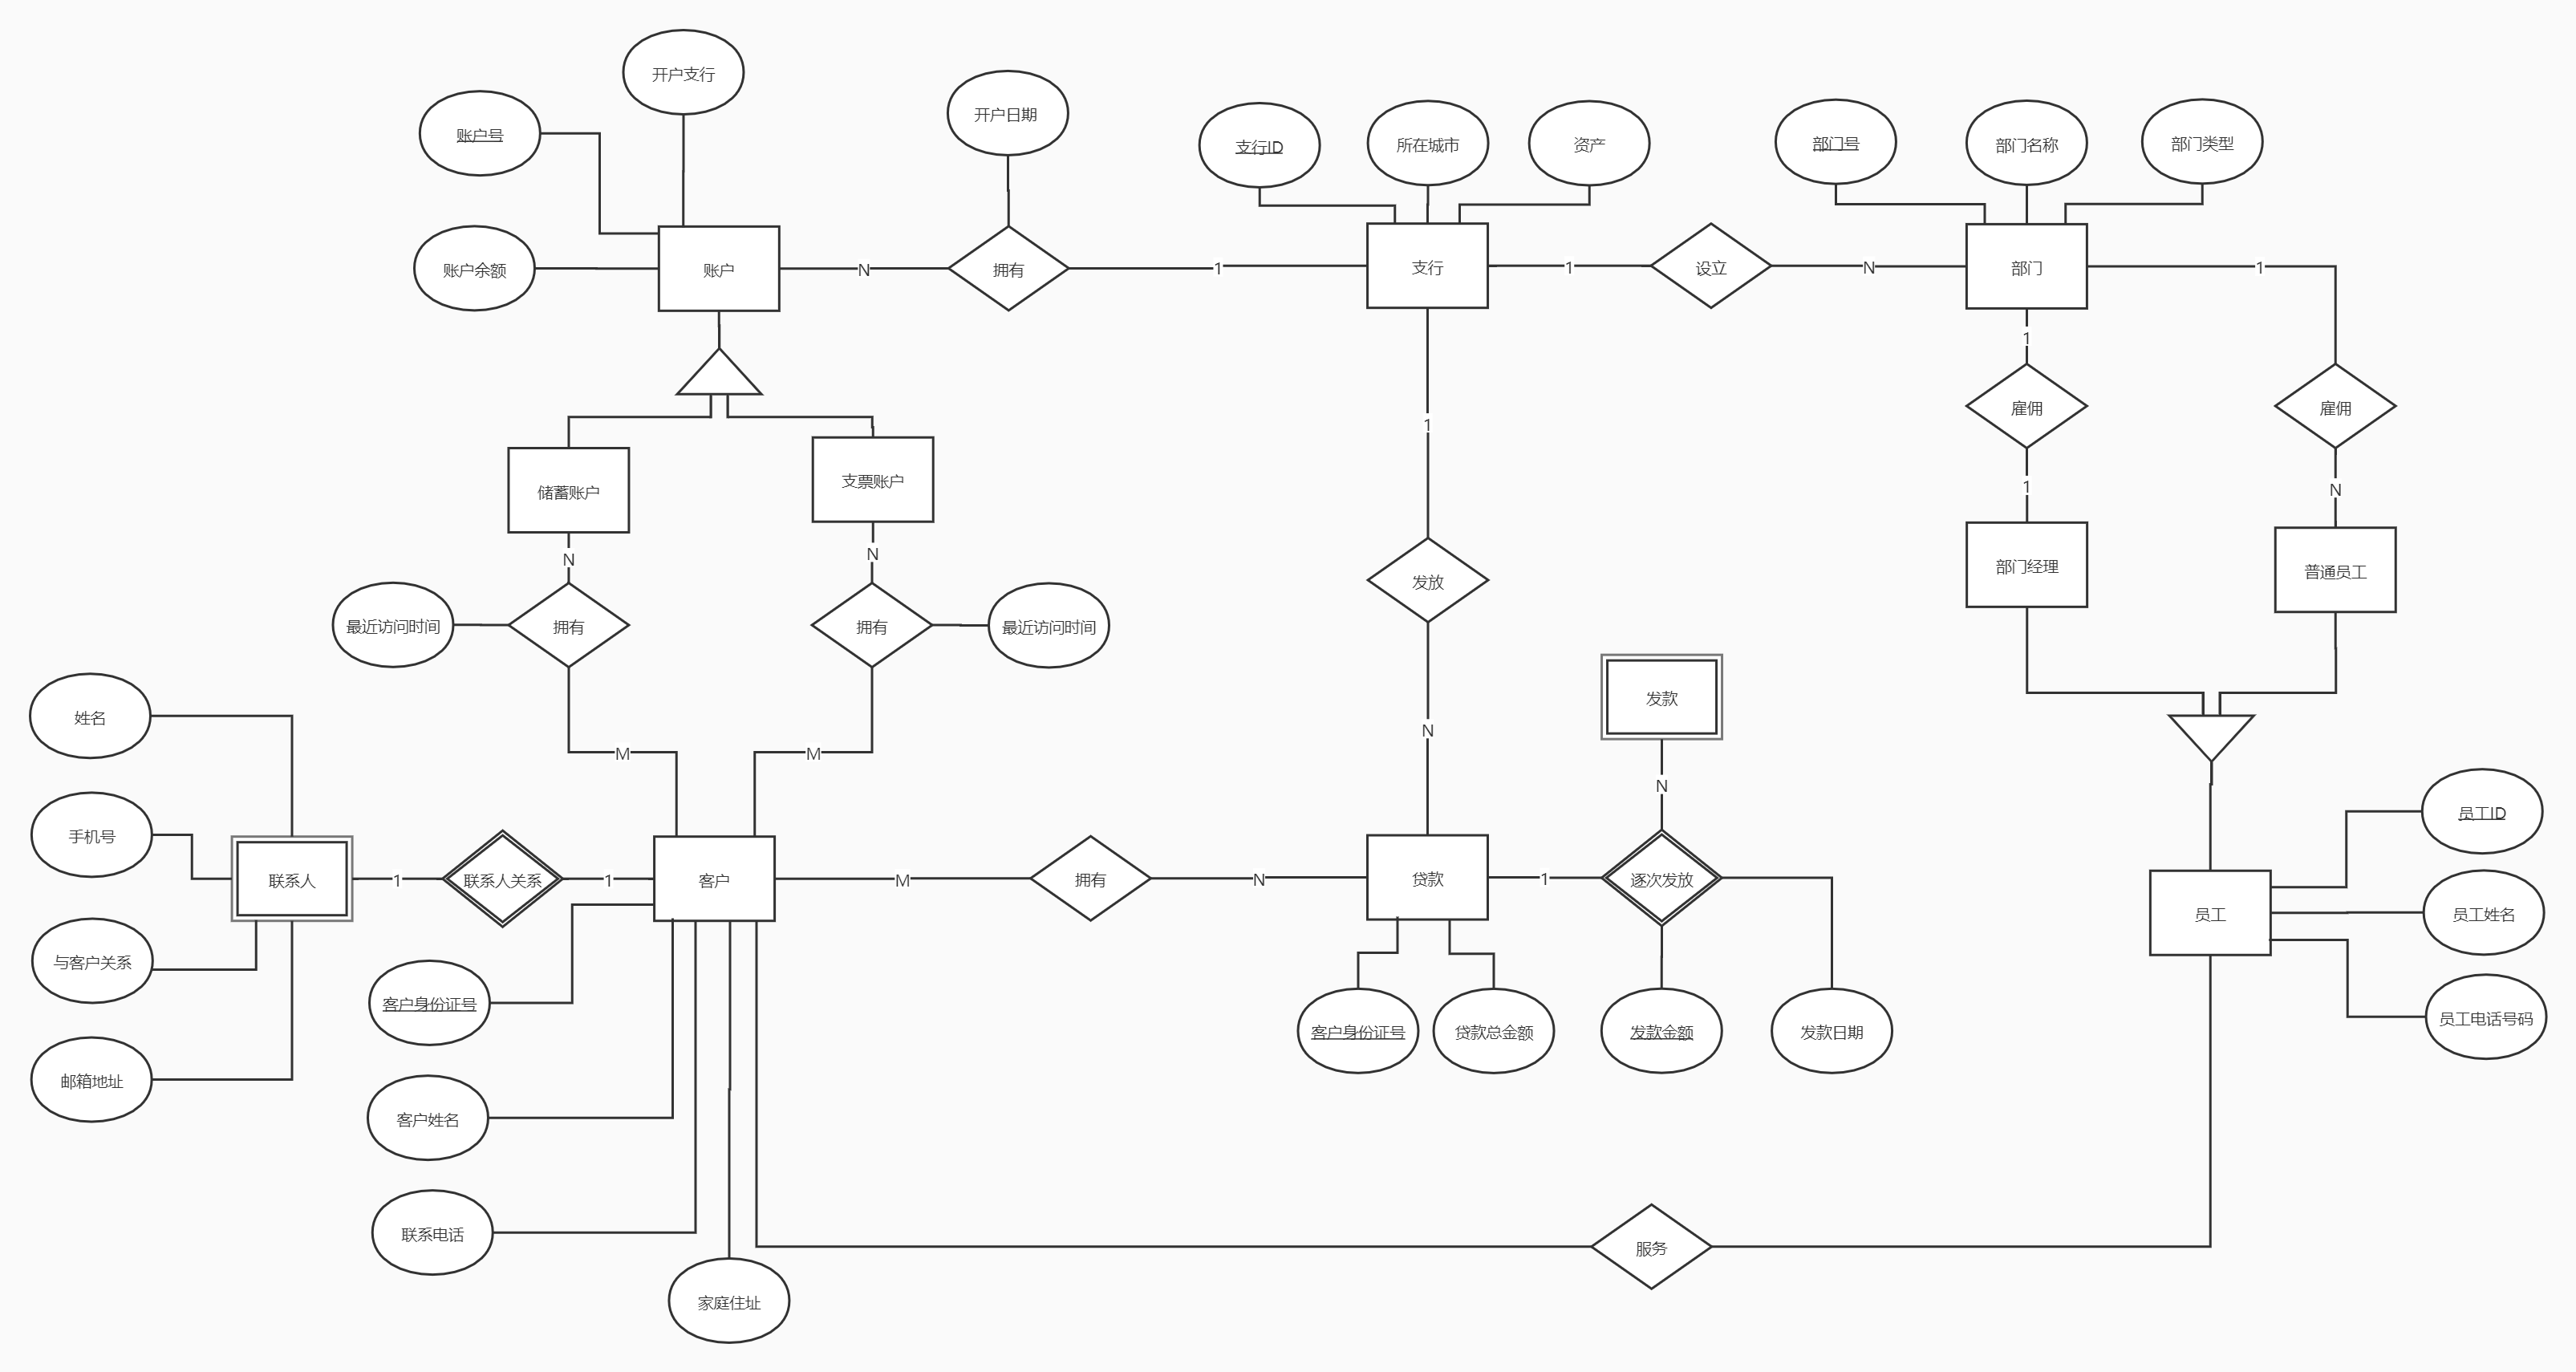 开户支行
开户日期
账户号
支行ID
所在城市
资产
部门号
部门名称
部门类型
账户余额
账户
N
拥有
1
支行
1
设立
N
部门
1
1
雇佣
雇佣
1
储蓄账户
支票账户
1
N
部门经理
普通员工
N
N
最近访问时间
拥有
拥有
最近访问时间
发放
发款
姓名
M
M
N
N
手机号
员工ID
联系人
1
联系人关系
1
客户
M
拥有
N
贷款
1
逐次发放
员工
员工姓名
与客户关系
客户身份证号
客户身份证号
贷款总金额
发款金额
发款日期
员工电话号码
邮箱地址
客户姓名
联系电话
服务
家庭住址